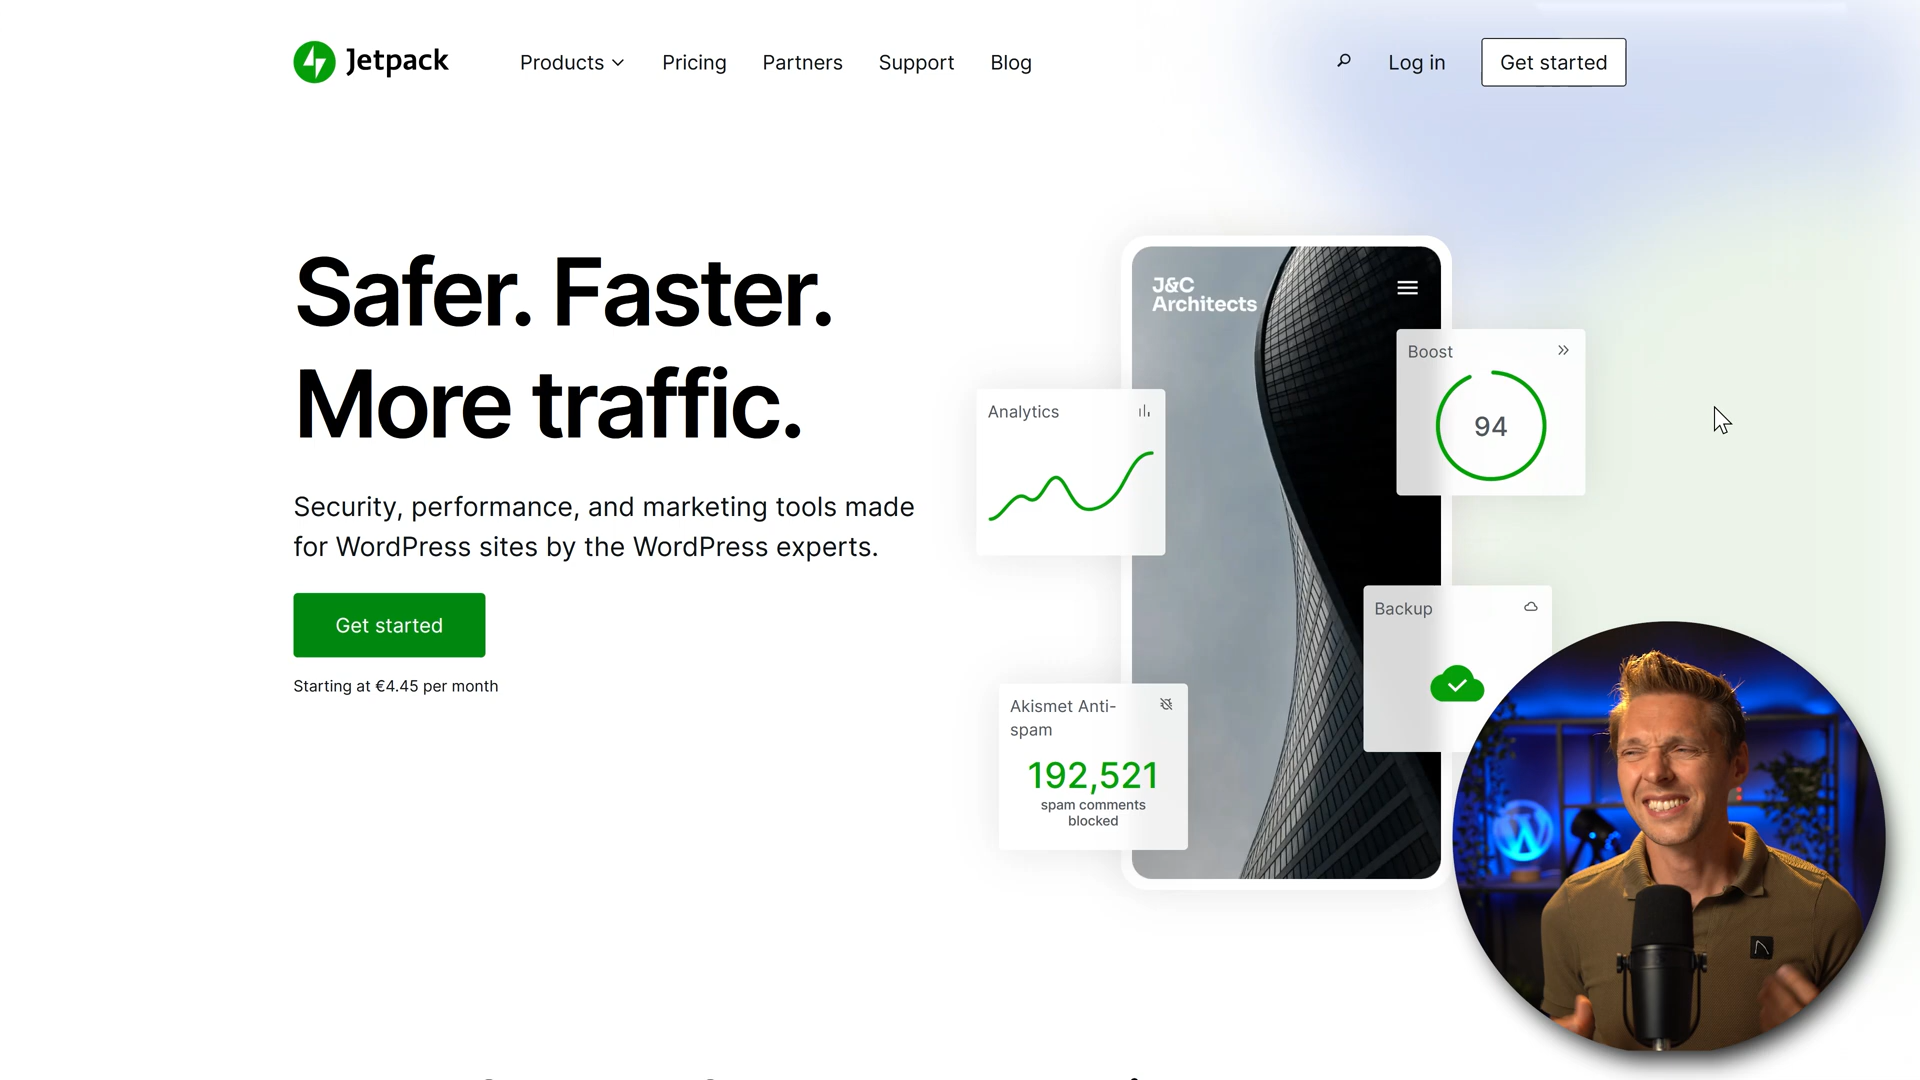 Jetpack
Products
Pricing
Partners
Support
Blog
Log in
Get started
Safer. Faster.
More traffic.
Security, performance, and marketing tools made
for WordPress sites by the WordPress experts.
Get started
Starting at €4.45 per month
J&C
Architects
Boost
94
Analytics
Backup
Akismet Anti-
spam
192,521
spam comments
blocked